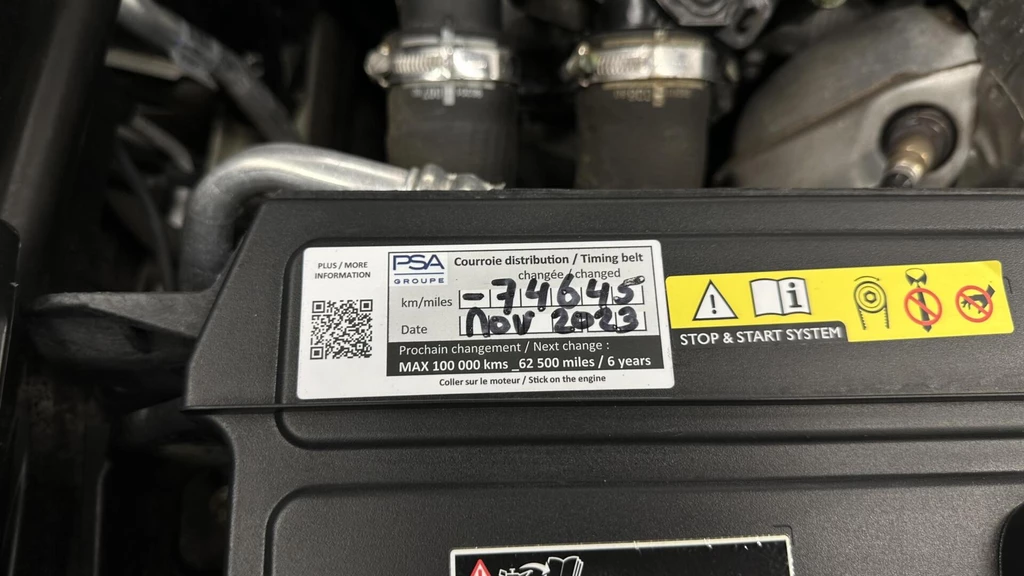 PLUS / MORE
INFORMATION
PSA
GROUPE
Courroie distribution / Timing belt
changée / changed
km/miles -74645
Date Nov 2023
Prochain changement / Next change :
MAX 100 000 kms _62 500 miles / 6 years
Coller sur le moteur / Stick on the engine
STOP & START SYSTEM